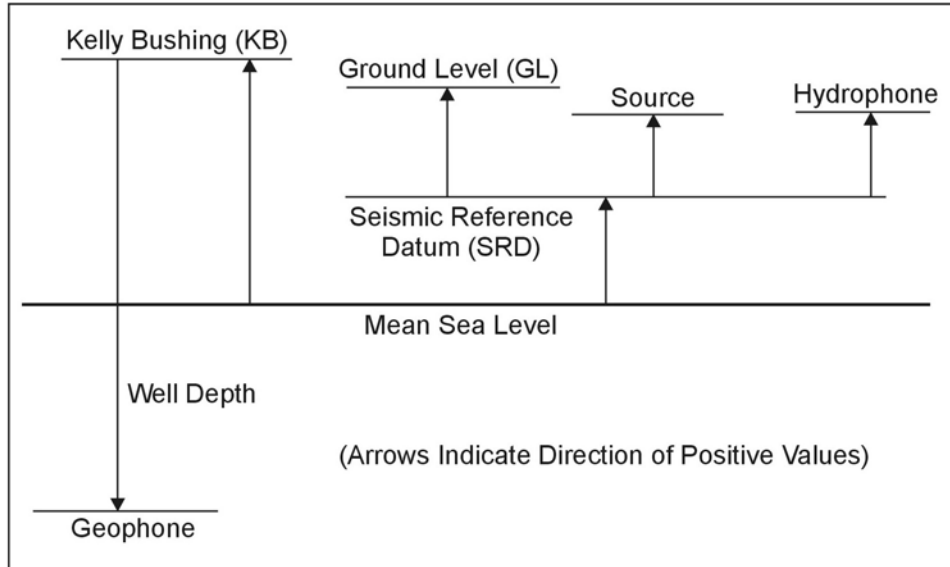 Kelly Bushing (KB)
Ground Level (GL)
Source
Hydrophone
Seismic Reference
Datum (SRD)
Mean Sea Level
Well Depth
(Arrows Indicate Direction of Positive Values)
Geophone